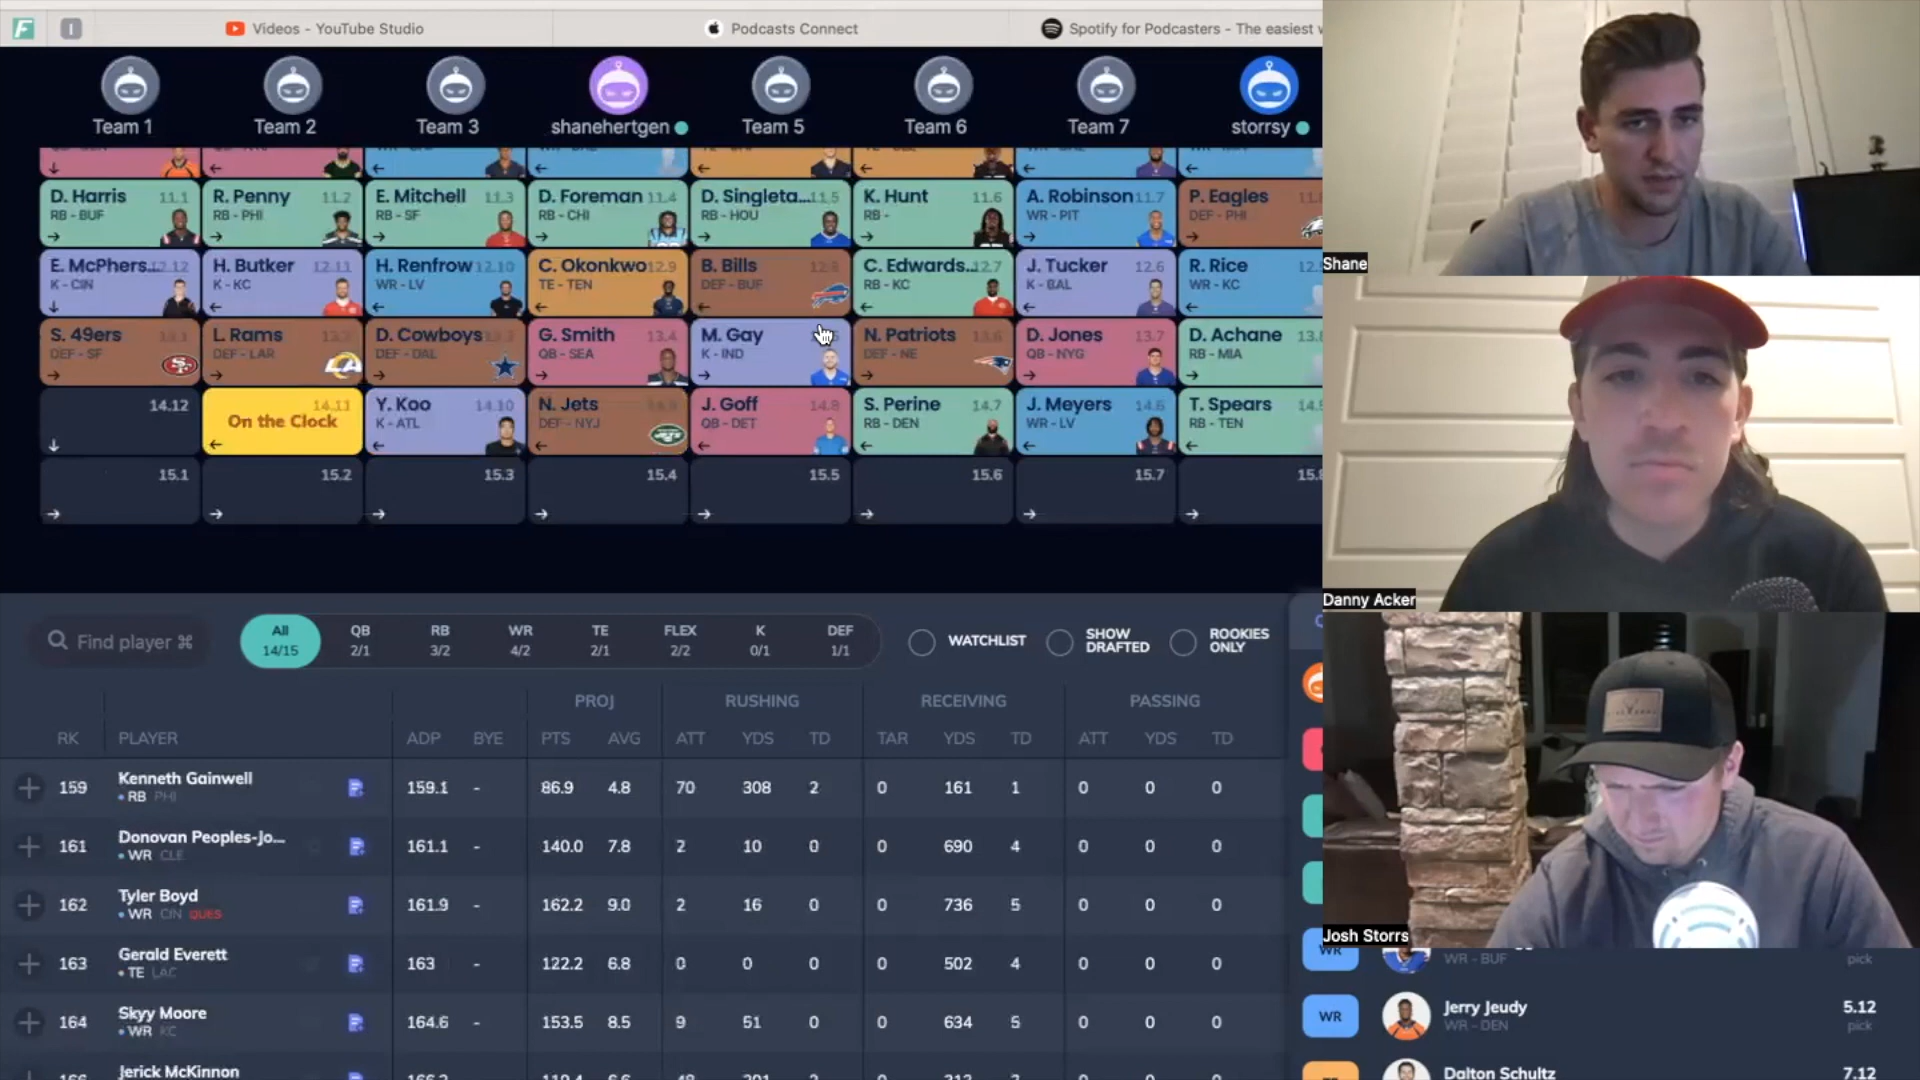 Videos - YouTube Studio
Podcasts Connect
Spotify for Podcasters - The easiest
Team 1
Team 2
Team 3
shanehertgen
Team 5
Team 6
Team 7
storrsy
D. Harris 11.1
RB - BUF
R. Penny 11.2
RB - PHI
E. Mitchell 11.3
RB - SF
D. Foreman 11.4
RB - CHI
D. Singleta... 11.5
RB - HOU
K. Hunt 11.6
RB -
A. Robinson 11.7
WR - PIT
P. Eagles
DEF - PHI
E. McPhers... 12.12
K - CIN
H. Butker 12.11
K - KC
H. Renfrow 12.10
WR - LV
C. Okonkwo 12.9
TE - TEN
B. Bills 12.8
DEF - BUF
C. Edwards... 12.7
RB - KC
J. Tucker 12.6
K - BAL
R. Rice
WR - KC
S. 49ers 13.1
DEF - SF
L. Rams
DEF - LAR
D. Cowboys
DEF - DAL
G. Smith 13.4
QB - SEA
M. Gay
K - IND
N. Patriots 13.6
DEF - NE
D. Jones 13.7
QB - NYG
D. Achane
RB - MIA
14.12
On the Clock 14.11
Y. Koo 14.10
K - ATL
N. Jets
DEF - NYJ
J. Goff 14.8
QB - DET
S. Perine 14.7
RB - DEN
J. Meyers 14.6
WR - LV
T. Spears
RB - TEN
15.1
15.2
15.3
15.4
15.5
15.6
15.7
15.8
Find player ⌘
All
14/15
QB
2/1
RB
3/2
WR
4/2
TE
2/1
FLEX
2/2
K
0/1
DEF
1/1
WATCHLIST
SHOW
DRAFTED
ROOKIES
ONLY
PROJ RUSHING RECEIVING PASSING
RK PLAYER ADP BYE PTS AVG ATT YDS TD TAR YDS TD ATT YDS TD
159 Kenneth Gainwell 159.1 - 86.9 4.8 70 308 2 0 161 1 0 0 0
RB PHI
161 Donovan Peoples-Jo... 161.1 - 140.0 7.8 2 10 0 0 690 4 0 0 0
WR CLE
162 Tyler Boyd 161.9 - 162.2 9.0 2 16 0 0 736 5 0 0 0
WR CIN QUES
163 Gerald Everett 163 - 122.2 6.8 0 0 0 0 502 4 0 0 0
TE LAC
164 Skyy Moore 164.6 - 153.5 8.5 9 51 0 0 634 5 0 0 0
WR KC
Jerick McKinnon
Shane
Danny Acker
Josh Storrs
WR
WR - BUF
pick
WR
Jerry Jeudy 5.12
WR - DEN pick
Dalton Schultz 7.12